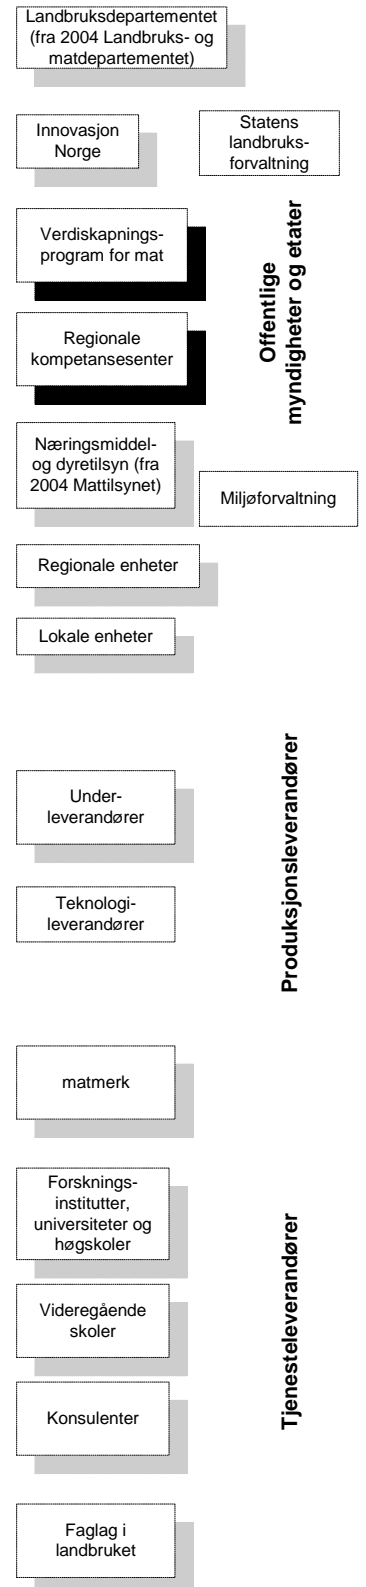 Landbruksdepartementet
(fra 2004 Landbruks- og
matdepartementet)
Innovasjon
Norge
Statens
landbruks-
forvaltning
Verdiskapnings-
program for mat
Regionale
kompetansesenter
Offentlige
myndigheter og etater
Næringsmiddel-
og dyretilsyn (fra
2004 Mattilsynet)
Miljøforvaltning
Regionale enheter
Lokale enheter
Under-
leverandører
Teknologi-
leverandører
Produksjonsleverandører
matmerk
Forsknings-
institutter,
universiteter og
høgskoler
Videregående
skoler
Konsulenter
Tjenesteleverandører
Faglag i
landbruket